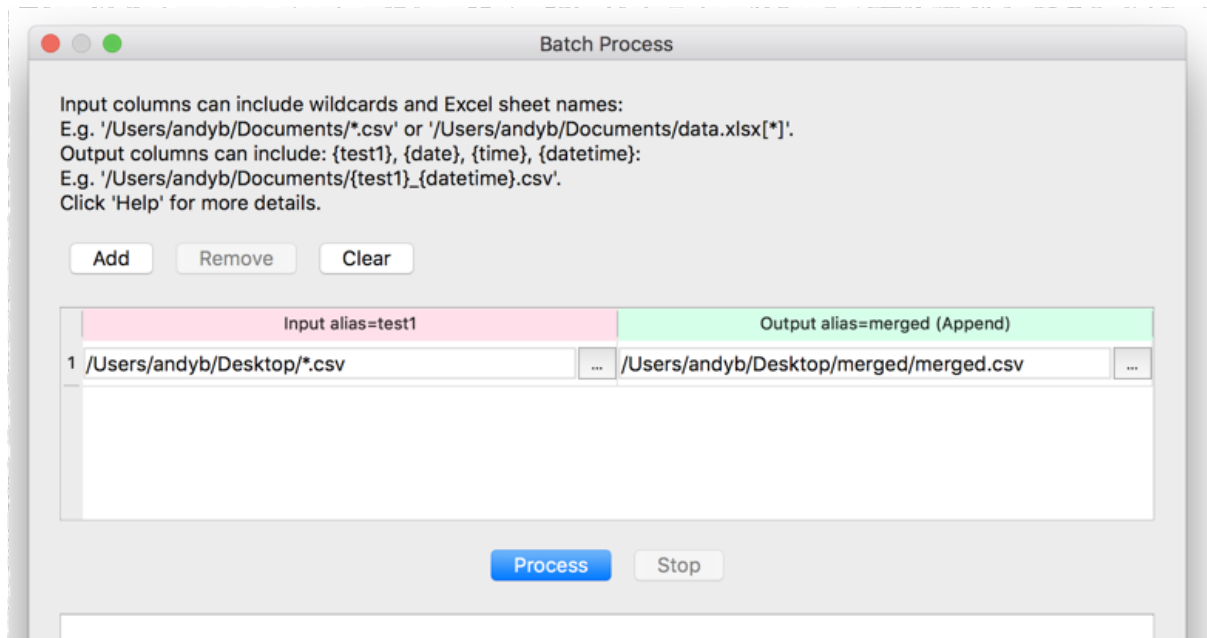 Batch Process
Input columns can include wildcards and Excel sheet names:
E.g. '/Users/andyb/Documents/*.csv' or '/Users/andyb/Documents/data.xlsx[*]'.
Output columns can include: {test1}, {date}, {time}, {datetime}:
E.g. '/Users/andyb/Documents/{test1}_{datetime}.csv'.
Click 'Help' for more details.
Add Remove Clear
Input alias=test1 Output alias=merged (Append)
1 /Users/andyb/Desktop/*.csv ... /Users/andyb/Desktop/merged/merged.csv ...
Process Stop